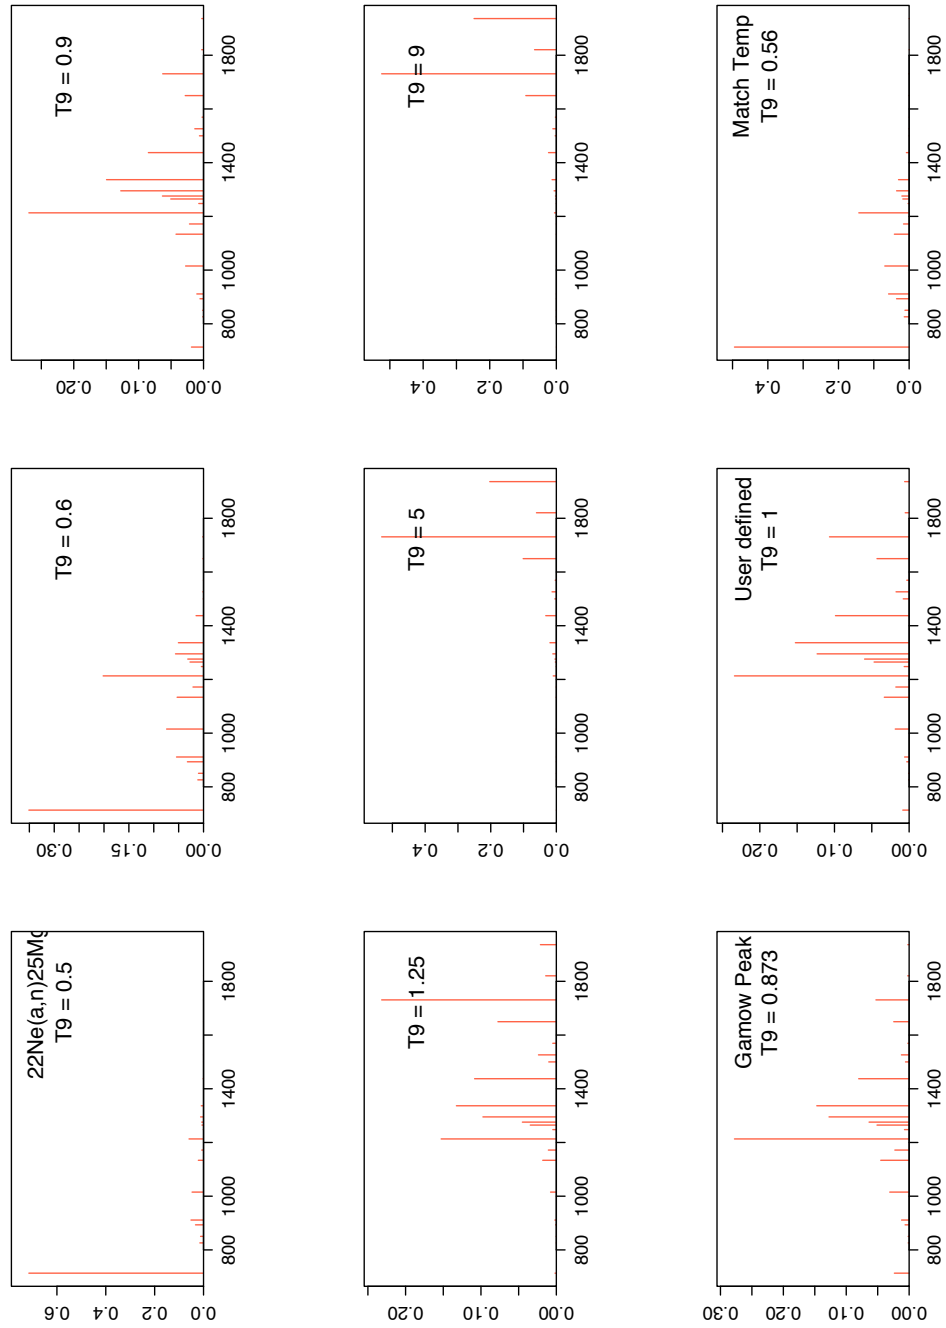 22Ne(a,n)25Mg
T9 = 0.5
0.6
0.4
0.2
0.0
800 1000 1400 1800
T9 = 0.6
0.30
0.15
0.00
800 1000 1400 1800
T9 = 0.9
0.20
0.10
0.00
800 1000 1400 1800
T9 = 1.25
0.20
0.10
0.00
800 1000 1400 1800
T9 = 5
0.4
0.2
0.0
800 1000 1400 1800
T9 = 9
0.4
0.2
0.0
800 1000 1400 1800
Gamow Peak
T9 = 0.873
0.30
0.20
0.10
0.00
800 1000 1400 1800
User defined
T9 = 1
0.20
0.10
0.00
800 1000 1400 1800
Match Temp
T9 = 0.56
0.4
0.2
0.0
800 1000 1400 1800